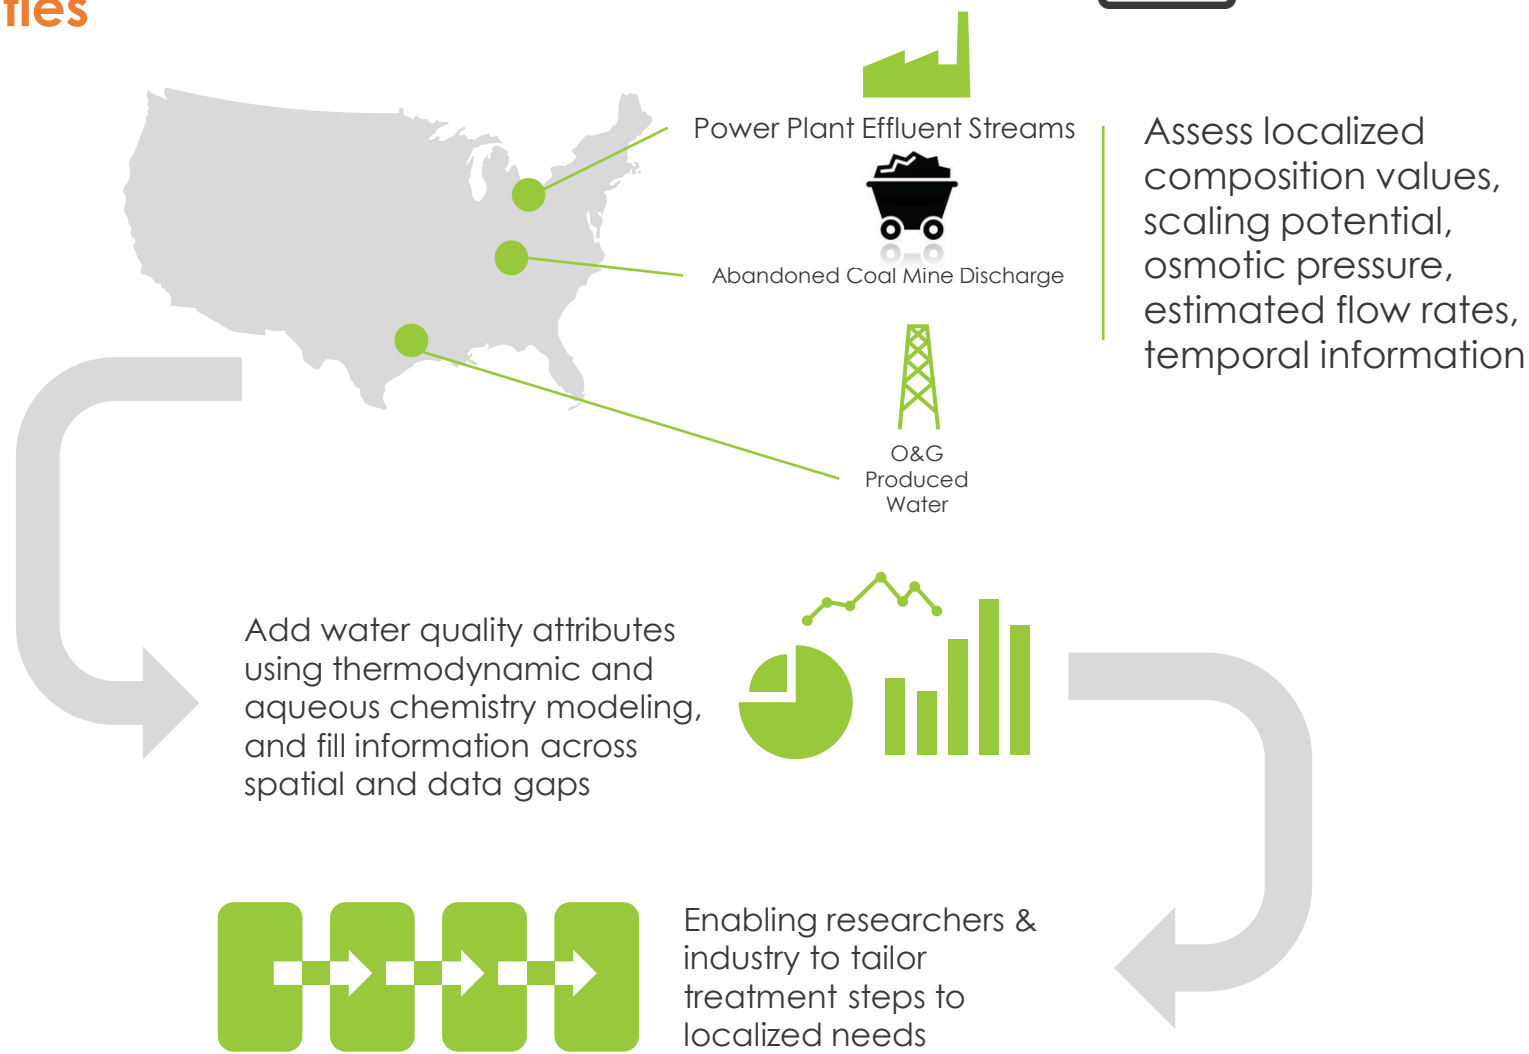 Power Plant Effluent Streams
Abandoned Coal Mine Discharge
O&G
Produced
Water
Assess localized
composition values,
scaling potential,
osmotic pressure,
estimated flow rates,
temporal information
Add water quality attributes
using thermodynamic and
aqueous chemistry modeling,
and fill information across
spatial and data gaps
Enabling researchers &
industry to tailor
treatment steps to
localized needs